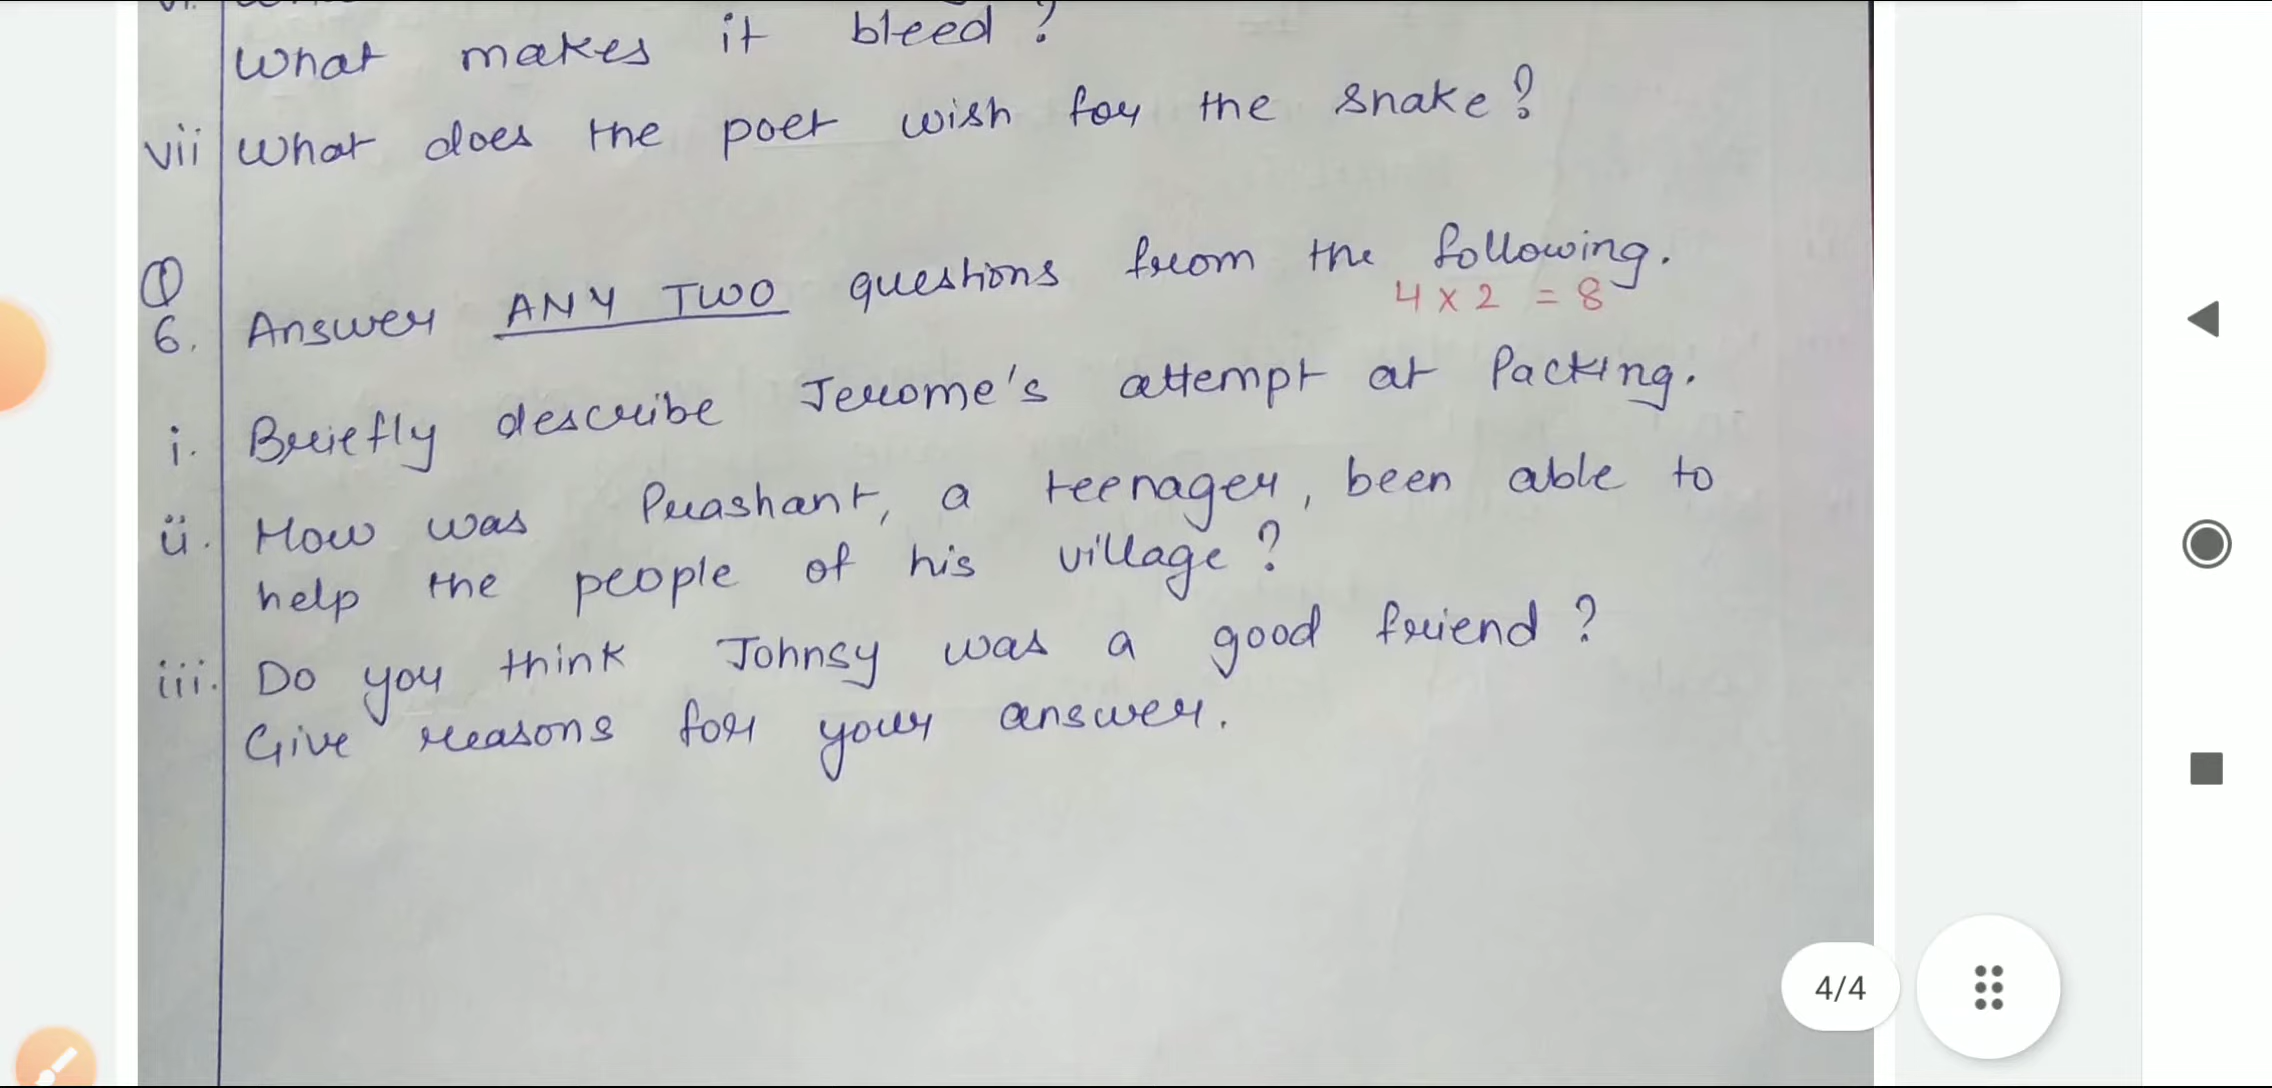 What makes it bleed?
vii What does the poet wish for the snake?
Q
6. Answer ANY TWO questions from the following.
4 x 2 = 8
i. Briefly describe Jerome's attempt at Packing.
ii. How was Prashant, a teenager, been able to
help the people of his village?
iii. Do you think Johnsy was a good friend?
Give reasons for your answer.
4/4